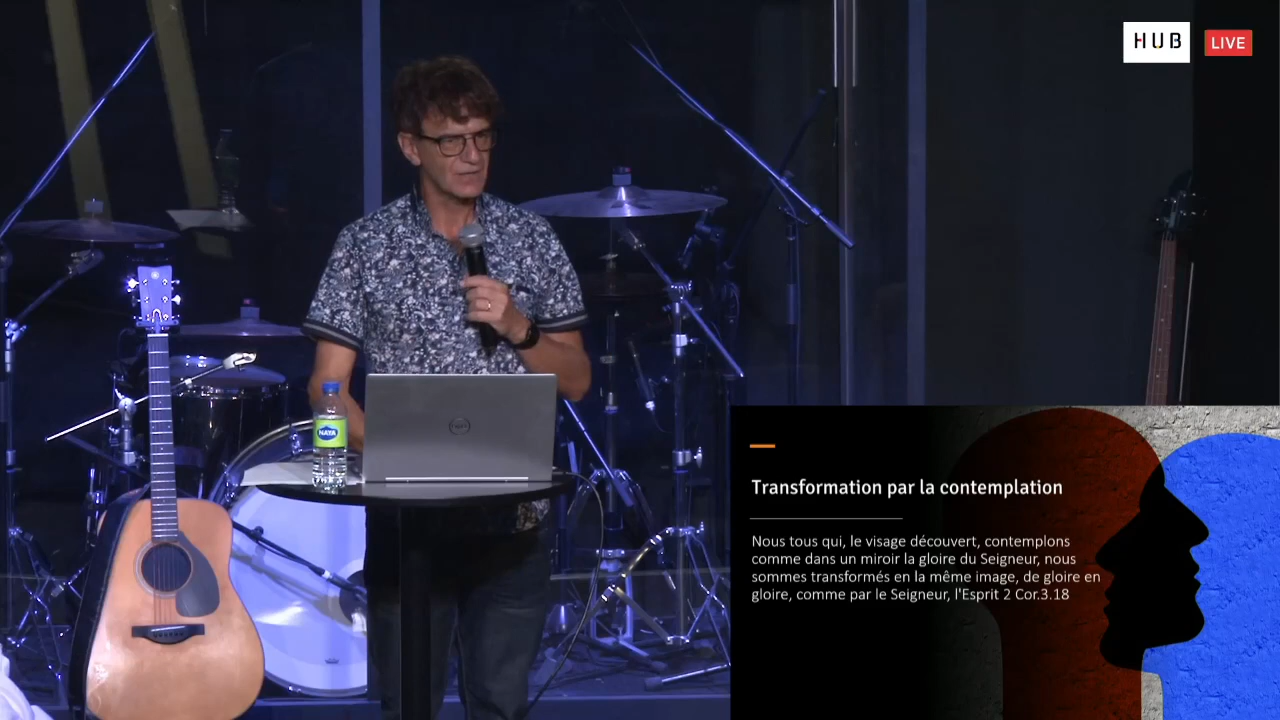 HUB
LIVE
NAYA
DELL
Transformation par la contemplation
Nous tous qui, le visage découvert, contemplons
comme dans un miroir la gloire du Seigneur, nous
sommes transformés en la même image, de gloire en
gloire, comme par le Seigneur, l'Esprit 2 Cor.3.18